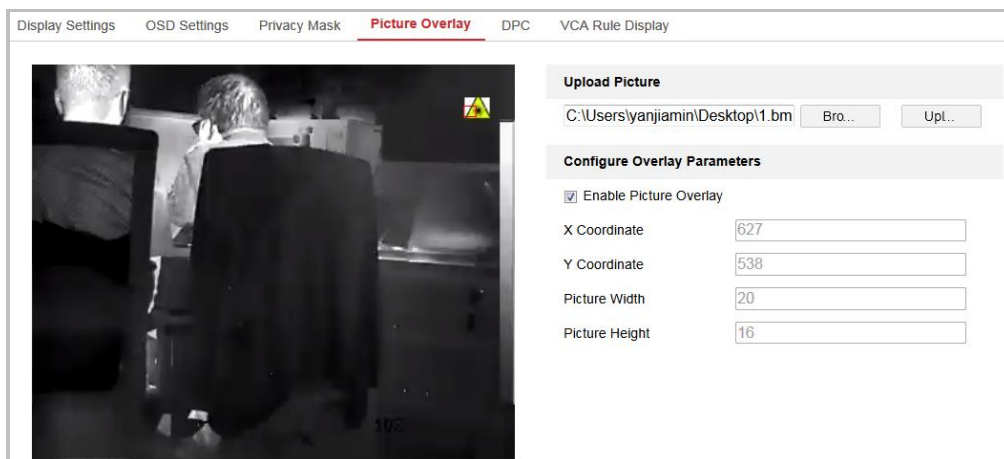 Display Settings OSD Settings Privacy Mask Picture Overlay DPC VCA Rule Display
Upload Picture
C:\Users\yanjiamin\Desktop\1.bm Bro... Upl...
Configure Overlay Parameters
Enable Picture Overlay
X Coordinate 627
Y Coordinate 538
Picture Width 20
Picture Height 16
102